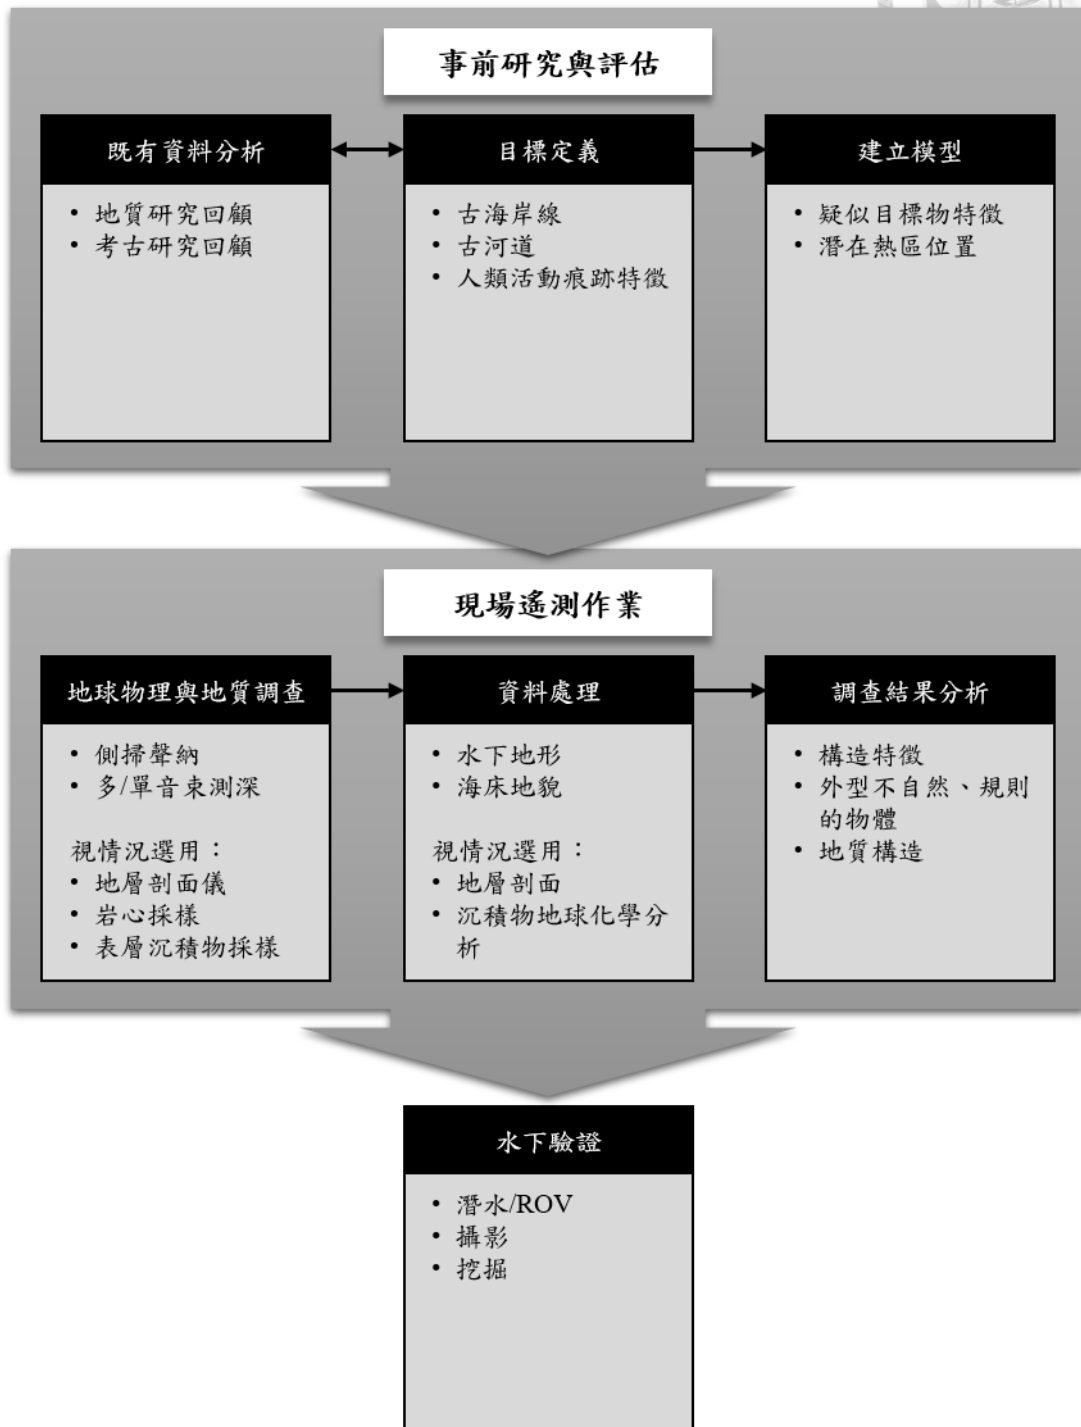 事前研究與評估
既有資料分析
• 地質研究回顧
• 考古研究回顧
目標定義
• 古海岸線
• 古河道
• 人類活動痕跡特徵
建立模型
• 疑似目標物特徵
• 潛在熱區位置
現場遙測作業
地球物理與地質調查
• 側掃聲納
• 多/單音束測深
視情況選用：
• 地層剖面儀
• 岩心採樣
• 表層沉積物採樣
資料處理
• 水下地形
• 海床地貌
視情況選用：
• 地層剖面
• 沉積物地球化學分
析
調查結果分析
• 構造特徵
• 外型不自然、規則
的物體
• 地質構造
水下驗證
• 潛水/ROV
• 攝影
• 挖掘